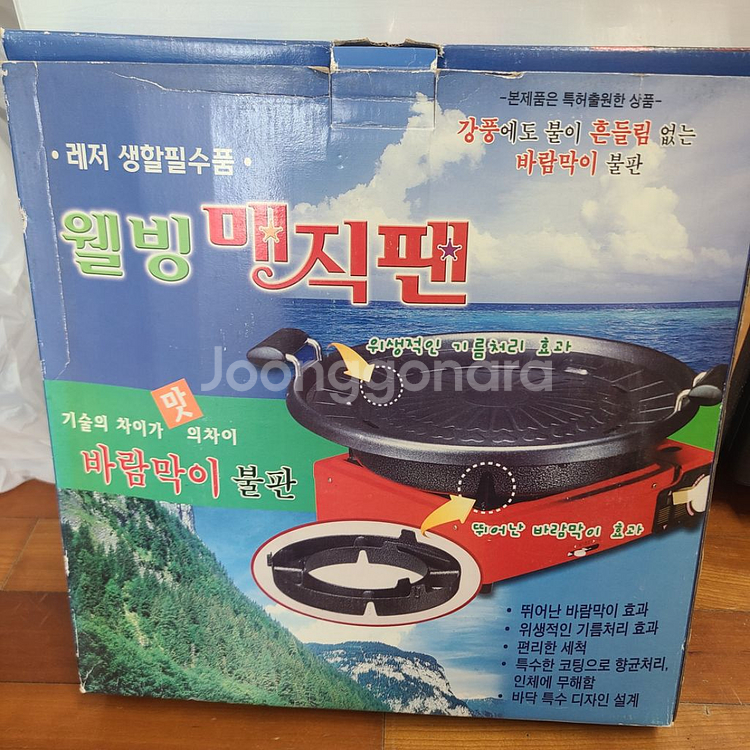 -본제품은 특허출원한 상품-
강풍에도 불이 흔들림 없는
바람막이 불판
• 레저 생활필수품 •
웰빙 매직팬
위생적인 기름처리 효과
Joonggonara
기술의 차이가 맛의차이
바람막이 불판
뛰어난 바람막이 효과
• 뛰어난 바람막이 효과
• 위생적인 기름처리 효과
• 편리한 세척
• 특수한 코팅으로 향균처리,
인체에 무해함
• 바닥 특수 디자인 설계